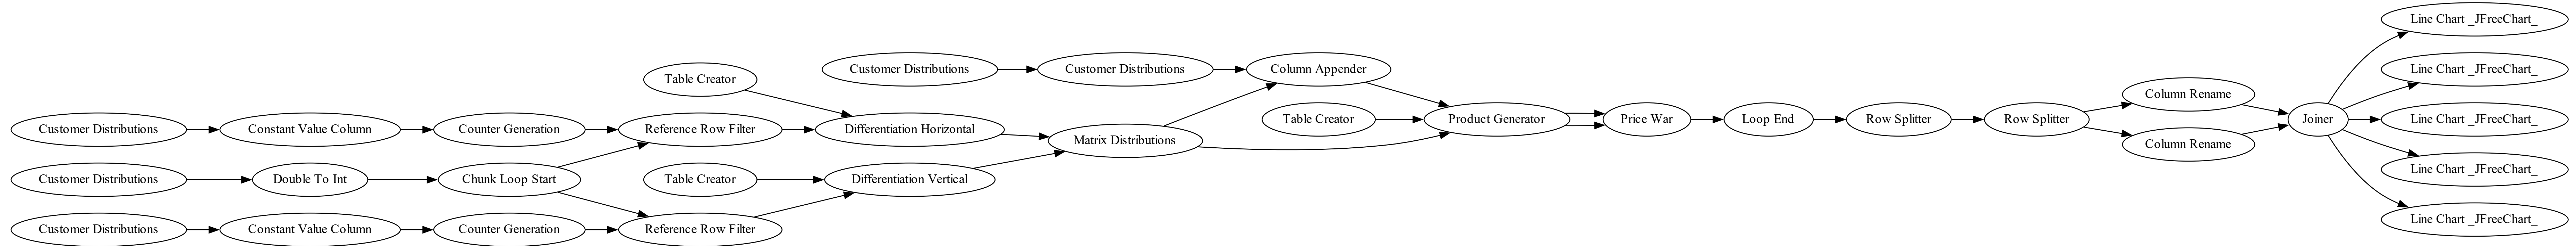 Customer Distributions
Constant Value Column
Counter Generation
Customer Distributions
Double To Int
Chunk Loop Start
Customer Distributions
Constant Value Column
Counter Generation
Table Creator
Reference Row Filter
Table Creator
Reference Row Filter
Customer Distributions
Differentiation Horizontal
Differentiation Vertical
Customer Distributions
Matrix Distributions
Column Appender
Table Creator
Product Generator
Price War
Loop End
Row Splitter
Row Splitter
Column Rename
Column Rename
Joiner
Line Chart _JFreeChart_
Line Chart _JFreeChart_
Line Chart _JFreeChart_
Line Chart _JFreeChart_
Line Chart _JFreeChart_